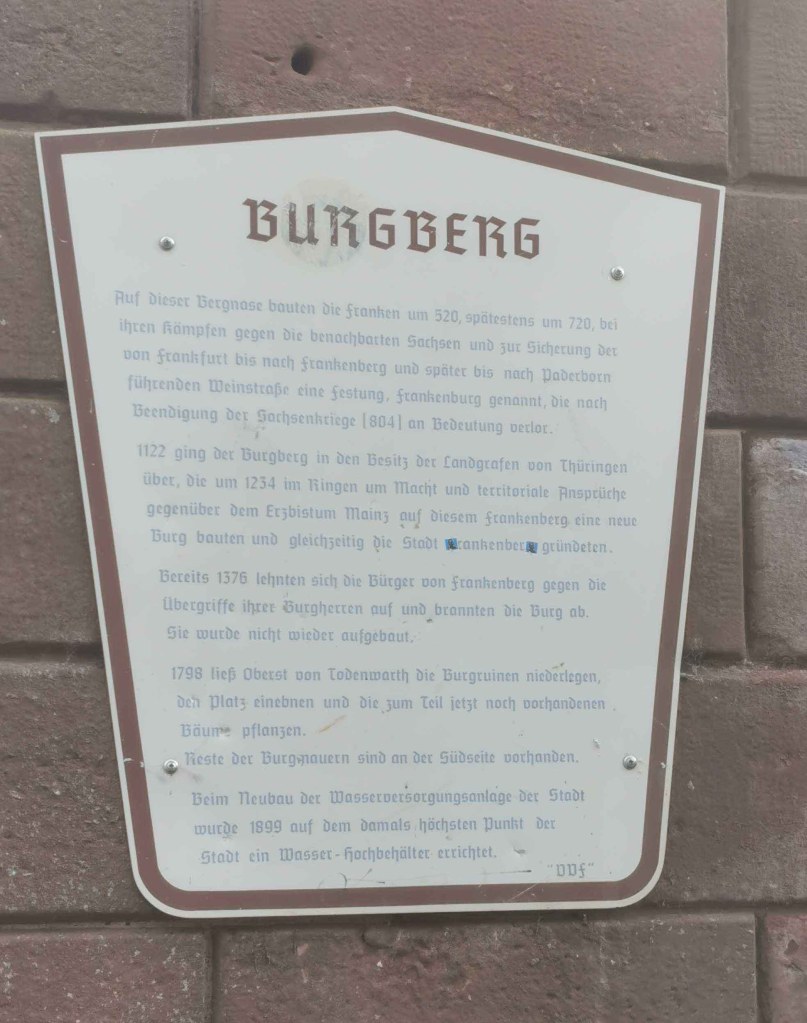 BURGBERG
Auf dieser Bergnase bauten die Franken um 520, spätestens um 720, bei
ihren Kämpfen gegen die benachbarten Sachsen und zur Sicherung der
von Frankfurt bis nach Frankenberg und später bis nach Paderborn
führenden Weinstraße eine Festung, Frankenburg genannt, die nach
Beendigung der Sachsenkriege [804] an Bedeutung verlor.
1122 ging der Burgberg in den Besitz der Landgrafen von Thüringen
über, die um 1234 im Ringen um Macht und territoriale Ansprüche
gegenüber dem Erzbistum Mainz auf diesem Frankenberg eine neue
Burg bauten und gleichzeitig die Stadt Frankenberg gründeten.
Bereits 1376 lehnten sich die Bürger von Frankenberg gegen die
Übergriffe ihrer Burgherren auf und brannten die Burg ab.
Sie wurde nicht wieder aufgebaut.
1798 ließ Oberst von Todenwarth die Burgruinen niederlegen,
den Platz einebnen und die zum Teil jetzt noch vorhandenen
Bäume pflanzen.
Reste der Burgmauern sind an der Südseite vorhanden.
Beim Neubau der Wasserversorgungsanlage der Stadt
wurde 1899 auf dem damals höchsten Punkt der
Stadt ein Wasser-Hochbehälter errichtet.
"VVF"